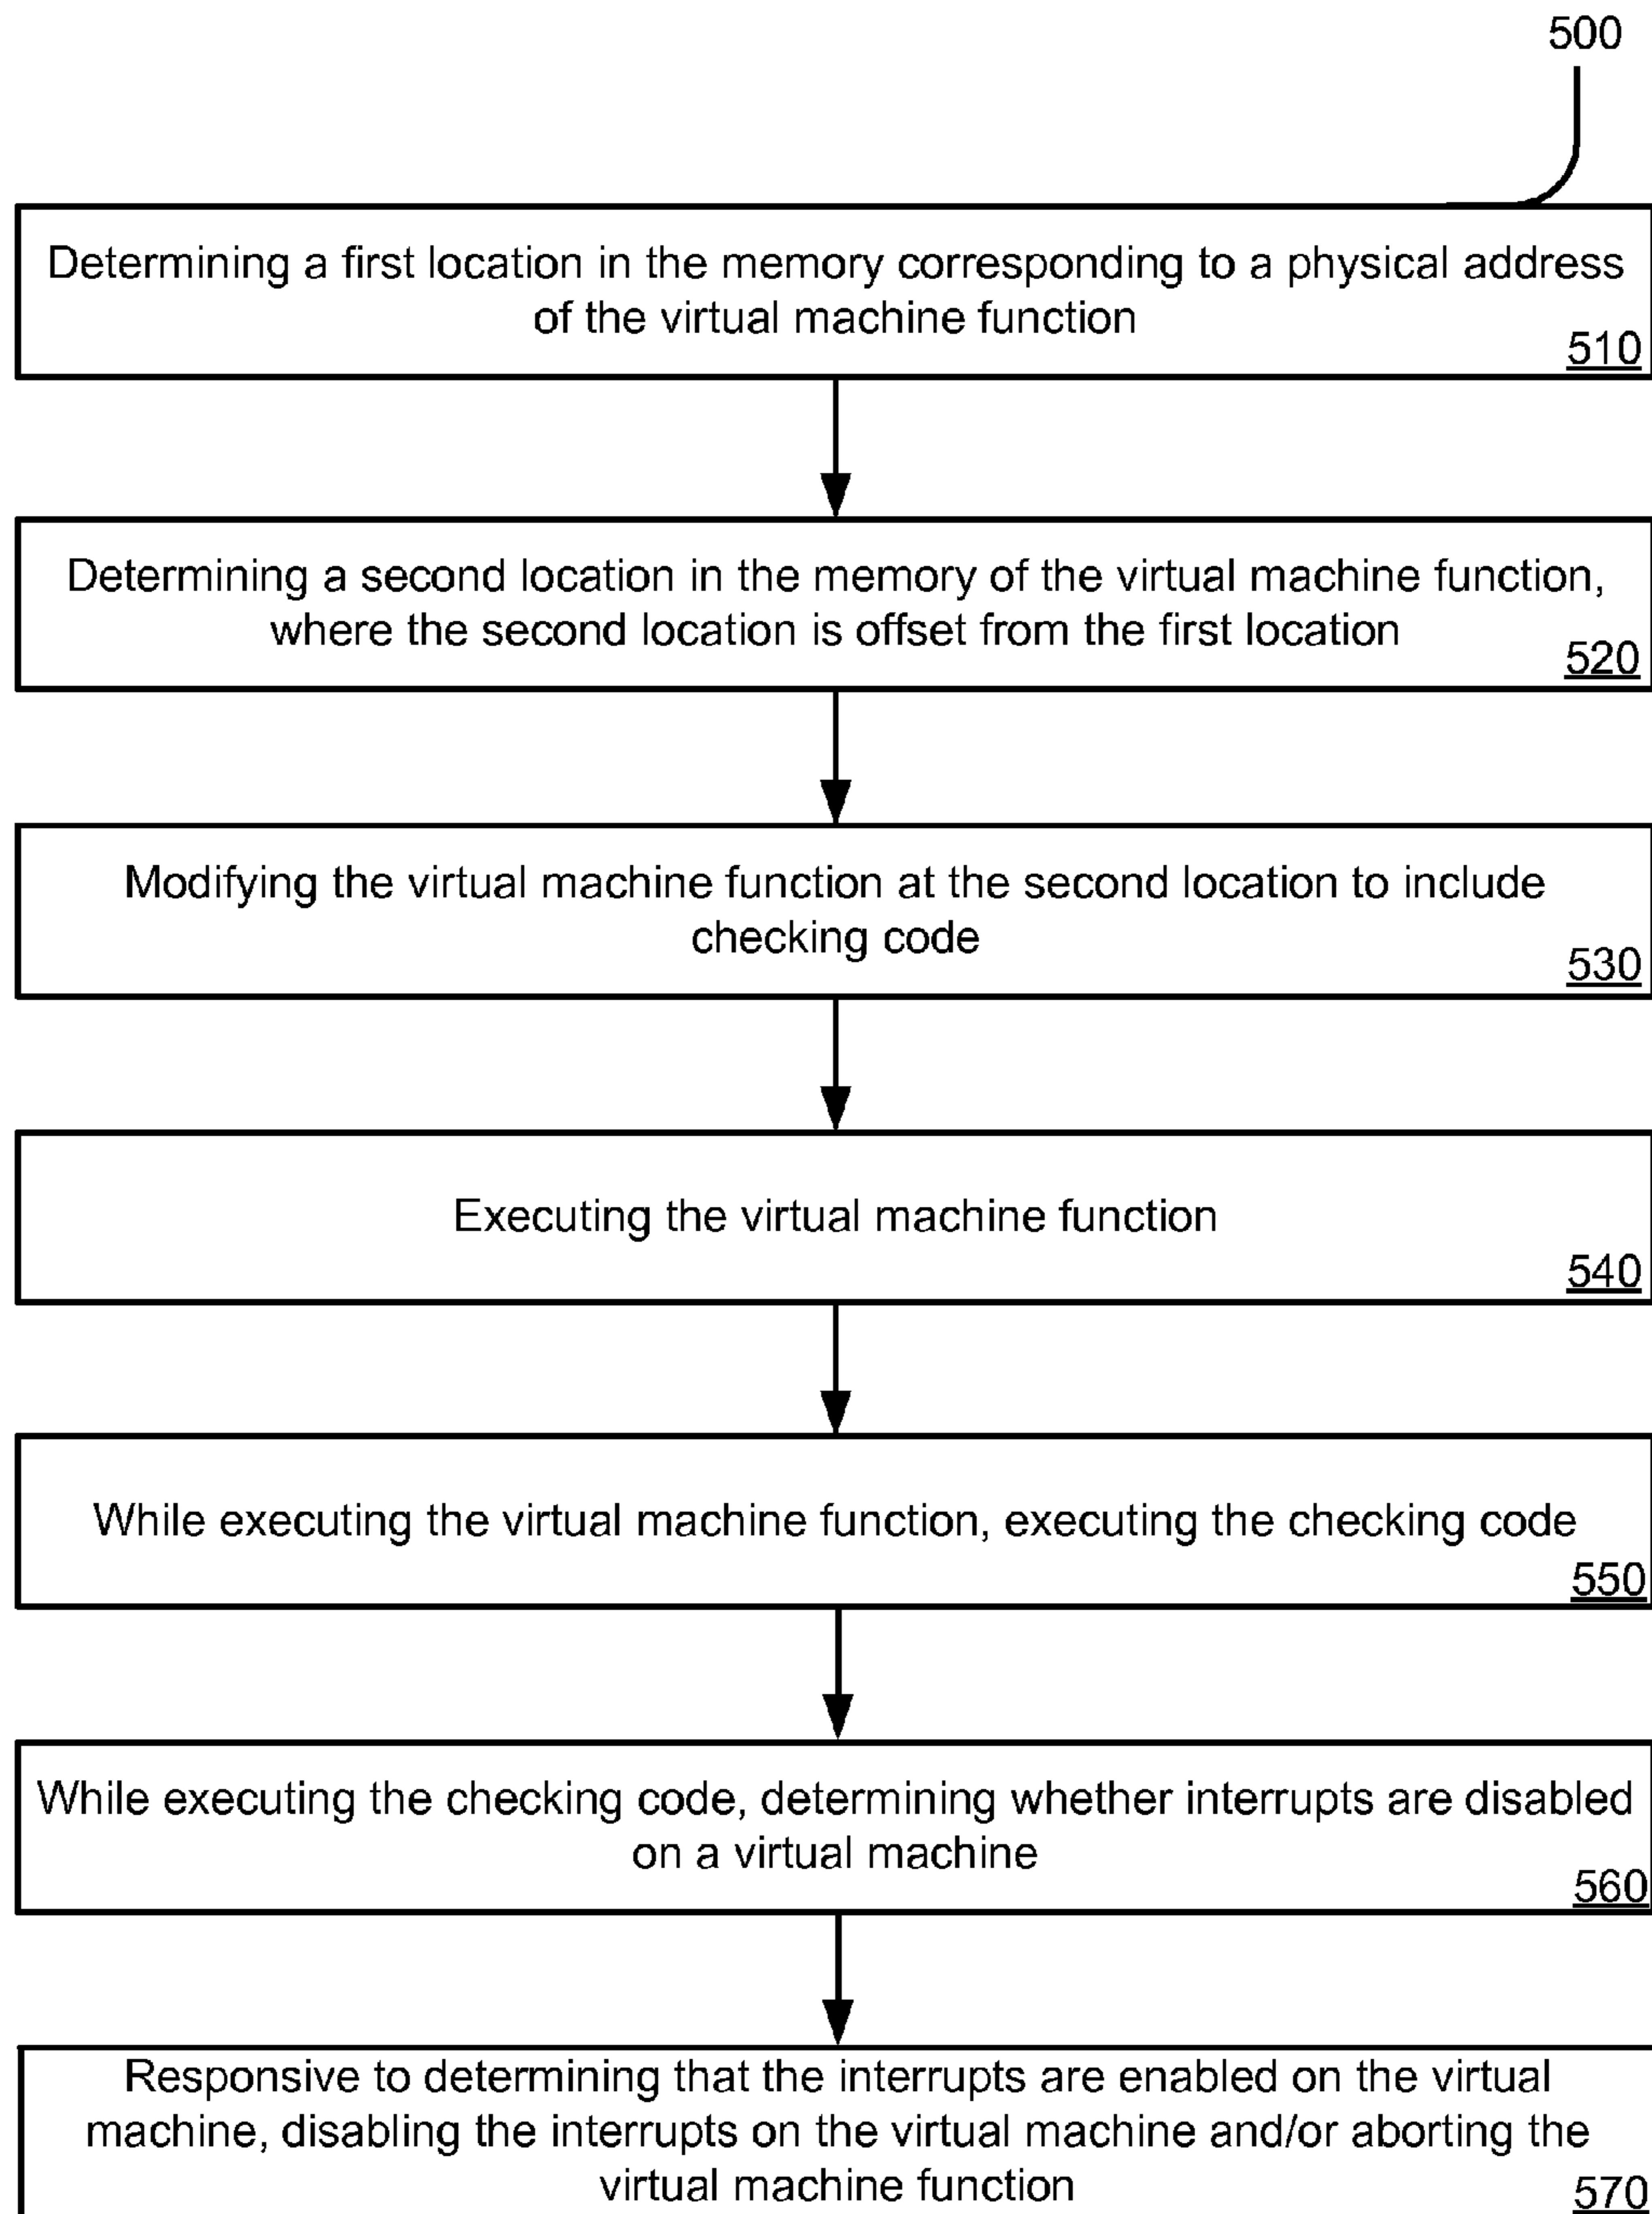 500
Determining a first location in the memory corresponding to a physical address
of the virtual machine function
510
Determining a second location in the memory of the virtual machine function,
where the second location is offset from the first location
520
Modifying the virtual machine function at the second location to include
checking code
530
Executing the virtual machine function
540
While executing the virtual machine function, executing the checking code
550
While executing the checking code, determining whether interrupts are disabled
on a virtual machine
560
Responsive to determining that the interrupts are enabled on the virtual
machine, disabling the interrupts on the virtual machine and/or aborting the
virtual machine function
570